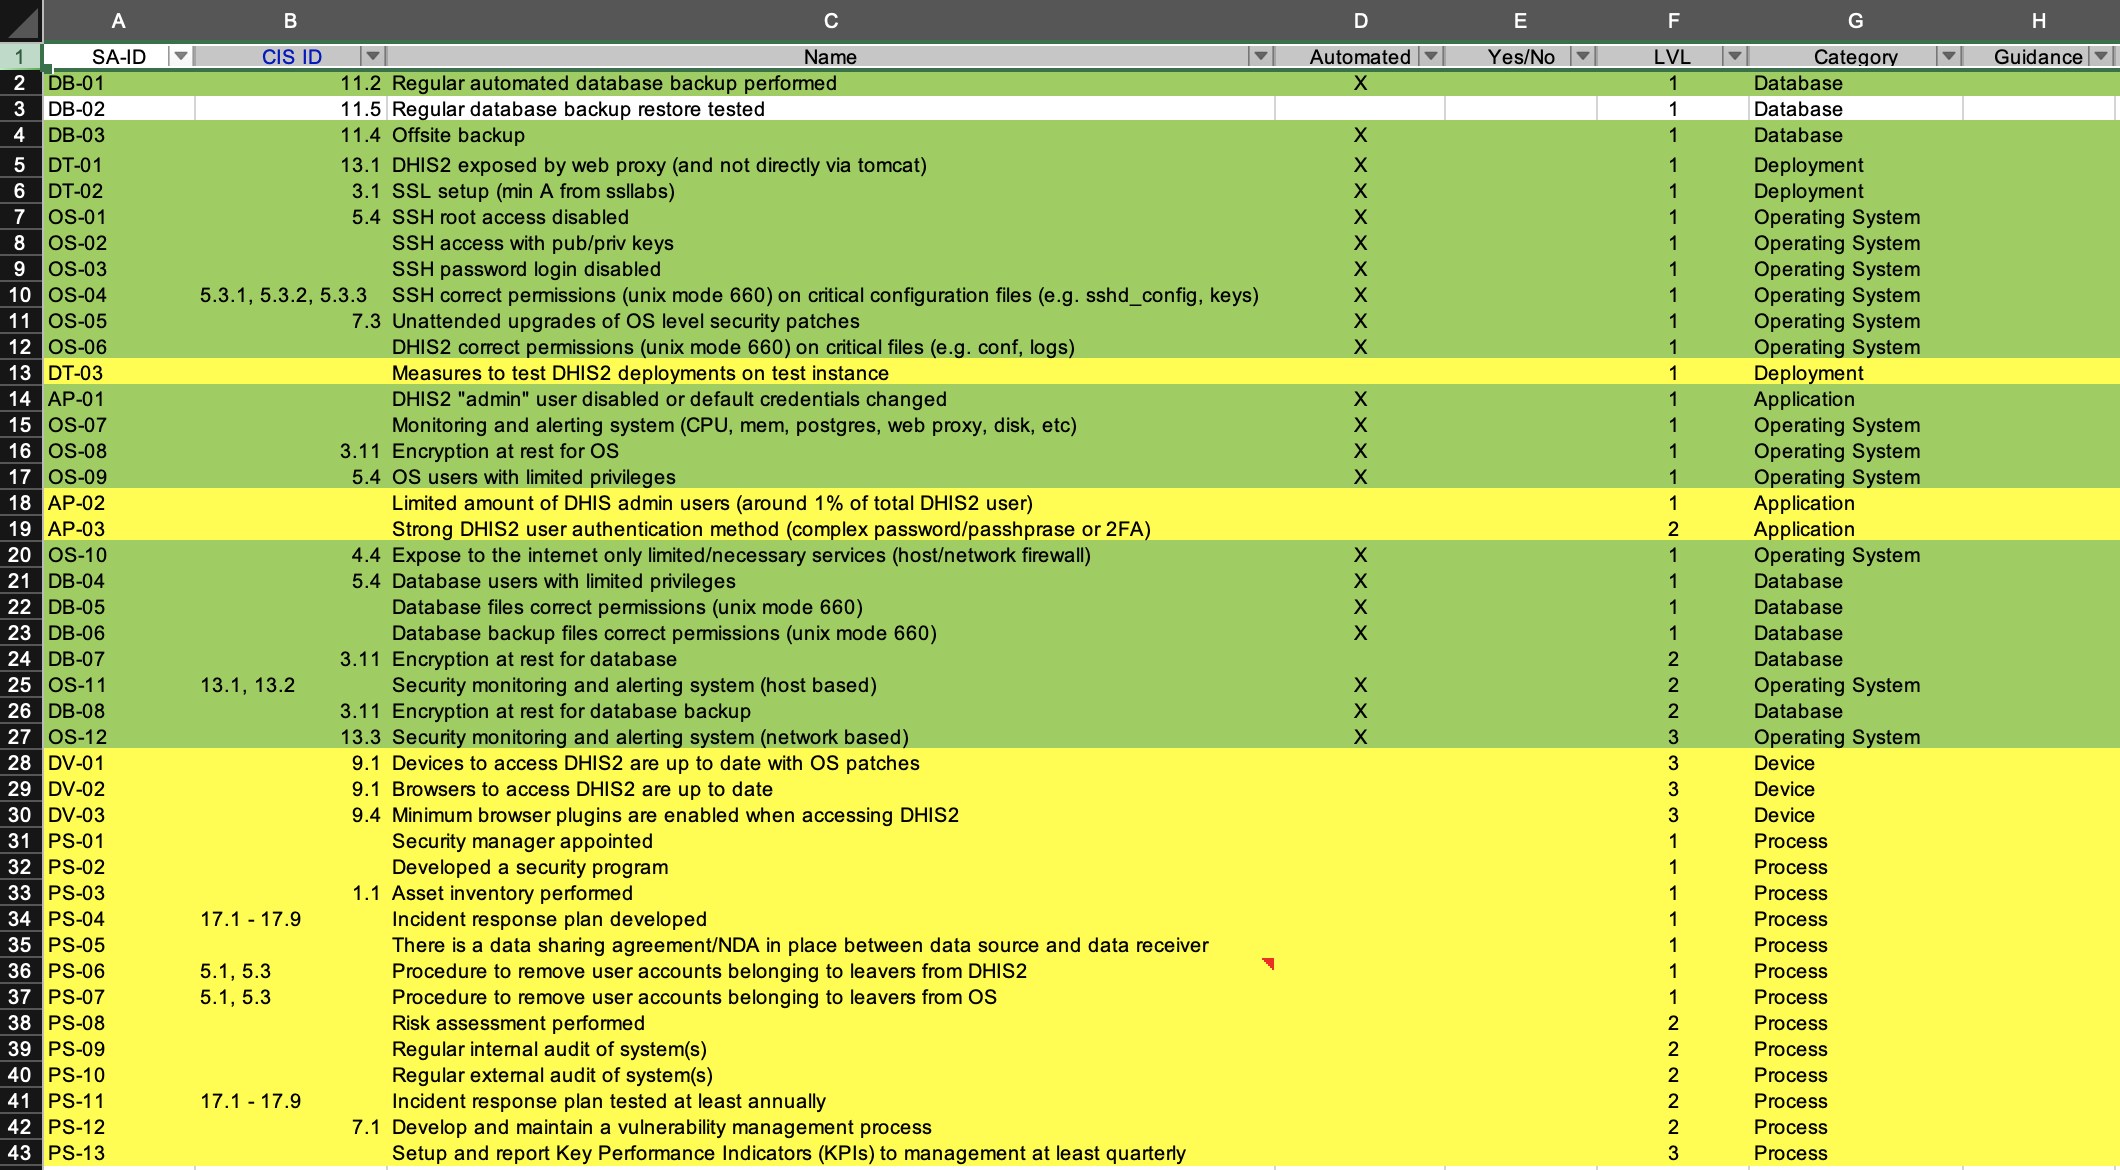 A B C D E F G H
1 SA-ID CIS ID Name Automated Yes/No LVL Category Guidance
2 DB-01 11.2 Regular automated database backup performed X 1 Database
3 DB-02 11.5 Regular database backup restore tested 1 Database
4 DB-03 11.4 Offsite backup X 1 Database
5 DT-01 13.1 DHIS2 exposed by web proxy (and not directly via tomcat) X 1 Deployment
6 DT-02 3.1 SSL setup (min A from ssllabs) X 1 Deployment
7 OS-01 5.4 SSH root access disabled X 1 Operating System
8 OS-02 SSH access with pub/priv keys X 1 Operating System
9 OS-03 SSH password login disabled X 1 Operating System
10 OS-04 5.3.1, 5.3.2, 5.3.3 SSH correct permissions (unix mode 660) on critical configuration files (e.g. sshd_config, keys) X 1 Operating System
11 OS-05 7.3 Unattended upgrades of OS level security patches X 1 Operating System
12 OS-06 DHIS2 correct permissions (unix mode 660) on critical files (e.g. conf, logs) X 1 Operating System
13 DT-03 Measures to test DHIS2 deployments on test instance 1 Deployment
14 AP-01 DHIS2 "admin" user disabled or default credentials changed X 1 Application
15 OS-07 Monitoring and alerting system (CPU, mem, postgres, web proxy, disk, etc) X 1 Operating System
16 OS-08 3.11 Encryption at rest for OS X 1 Operating System
17 OS-09 5.4 OS users with limited privileges X 1 Operating System
18 AP-02 Limited amount of DHIS admin users (around 1% of total DHIS2 user) 1 Application
19 AP-03 Strong DHIS2 user authentication method (complex password/passhprase or 2FA) 2 Application
20 OS-10 4.4 Expose to the internet only limited/necessary services (host/network firewall) X 1 Operating System
21 DB-04 5.4 Database users with limited privileges X 1 Database
22 DB-05 Database files correct permissions (unix mode 660) X 1 Database
23 DB-06 Database backup files correct permissions (unix mode 660) X 1 Database
24 DB-07 3.11 Encryption at rest for database 2 Database
25 OS-11 13.1, 13.2 Security monitoring and alerting system (host based) X 2 Operating System
26 DB-08 3.11 Encryption at rest for database backup X 2 Database
27 OS-12 13.3 Security monitoring and alerting system (network based) X 3 Operating System
28 DV-01 9.1 Devices to access DHIS2 are up to date with OS patches 3 Device
29 DV-02 9.1 Browsers to access DHIS2 are up to date 3 Device
30 DV-03 9.4 Minimum browser plugins are enabled when accessing DHIS2 3 Device
31 PS-01 Security manager appointed 1 Process
32 PS-02 Developed a security program 1 Process
33 PS-03 1.1 Asset inventory performed 1 Process
34 PS-04 17.1 - 17.9 Incident response plan developed 1 Process
35 PS-05 There is a data sharing agreement/NDA in place between data source and data receiver 1 Process
36 PS-06 5.1, 5.3 Procedure to remove user accounts belonging to leavers from DHIS2 1 Process
37 PS-07 5.1, 5.3 Procedure to remove user accounts belonging to leavers from OS 1 Process
38 PS-08 Risk assessment performed 2 Process
39 PS-09 Regular internal audit of system(s) 2 Process
40 PS-10 Regular external audit of system(s) 2 Process
41 PS-11 17.1 - 17.9 Incident response plan tested at least annually 2 Process
42 PS-12 7.1 Develop and maintain a vulnerability management process 2 Process
43 PS-13 Setup and report Key Performance Indicators (KPIs) to management at least quarterly 3 Process